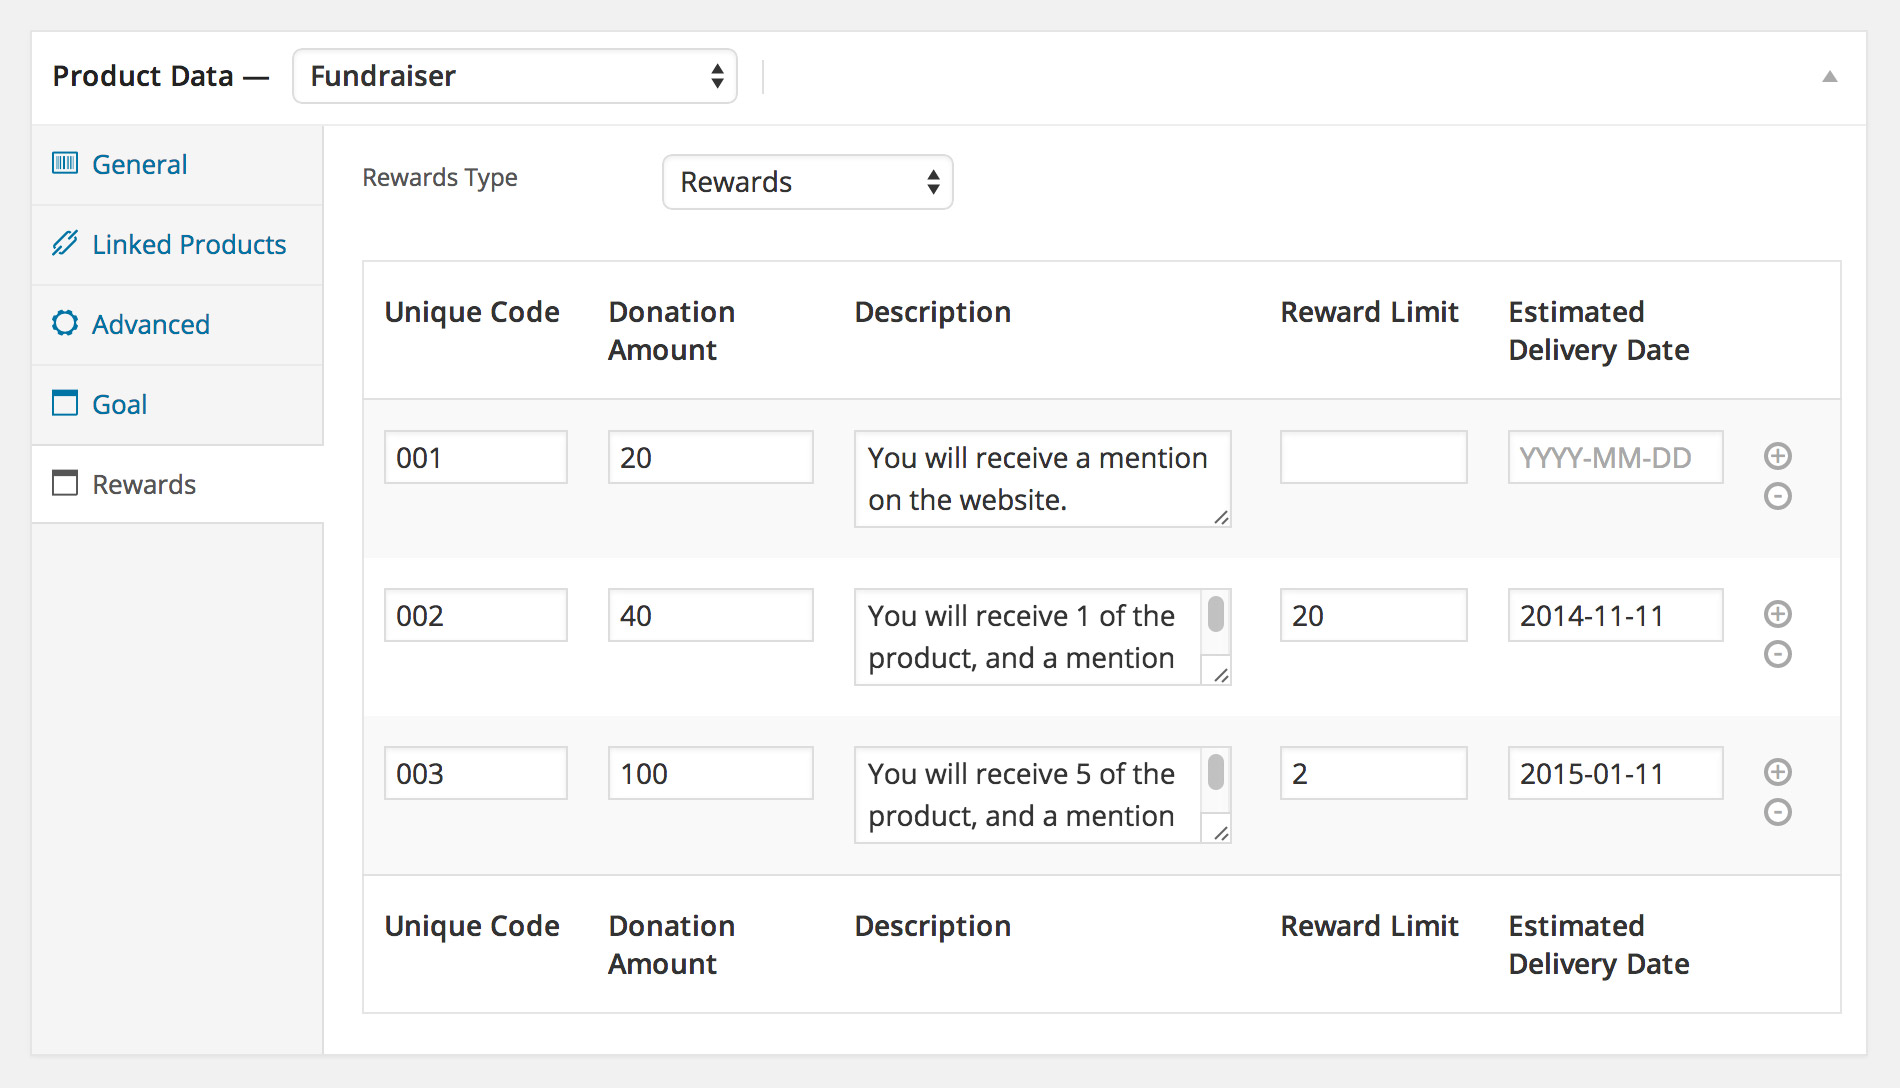 Product Data — Fundraiser
General
Linked Products
Advanced
Goal
Rewards
Rewards Type Rewards
Unique Code Donation Amount Description Reward Limit Estimated Delivery Date
001 20 You will receive a mention on the website. YYYY-MM-DD
002 40 You will receive 1 of the product, and a mention 20 2014-11-11
003 100 You will receive 5 of the product, and a mention 2 2015-01-11
Unique Code Donation Amount Description Reward Limit Estimated Delivery Date